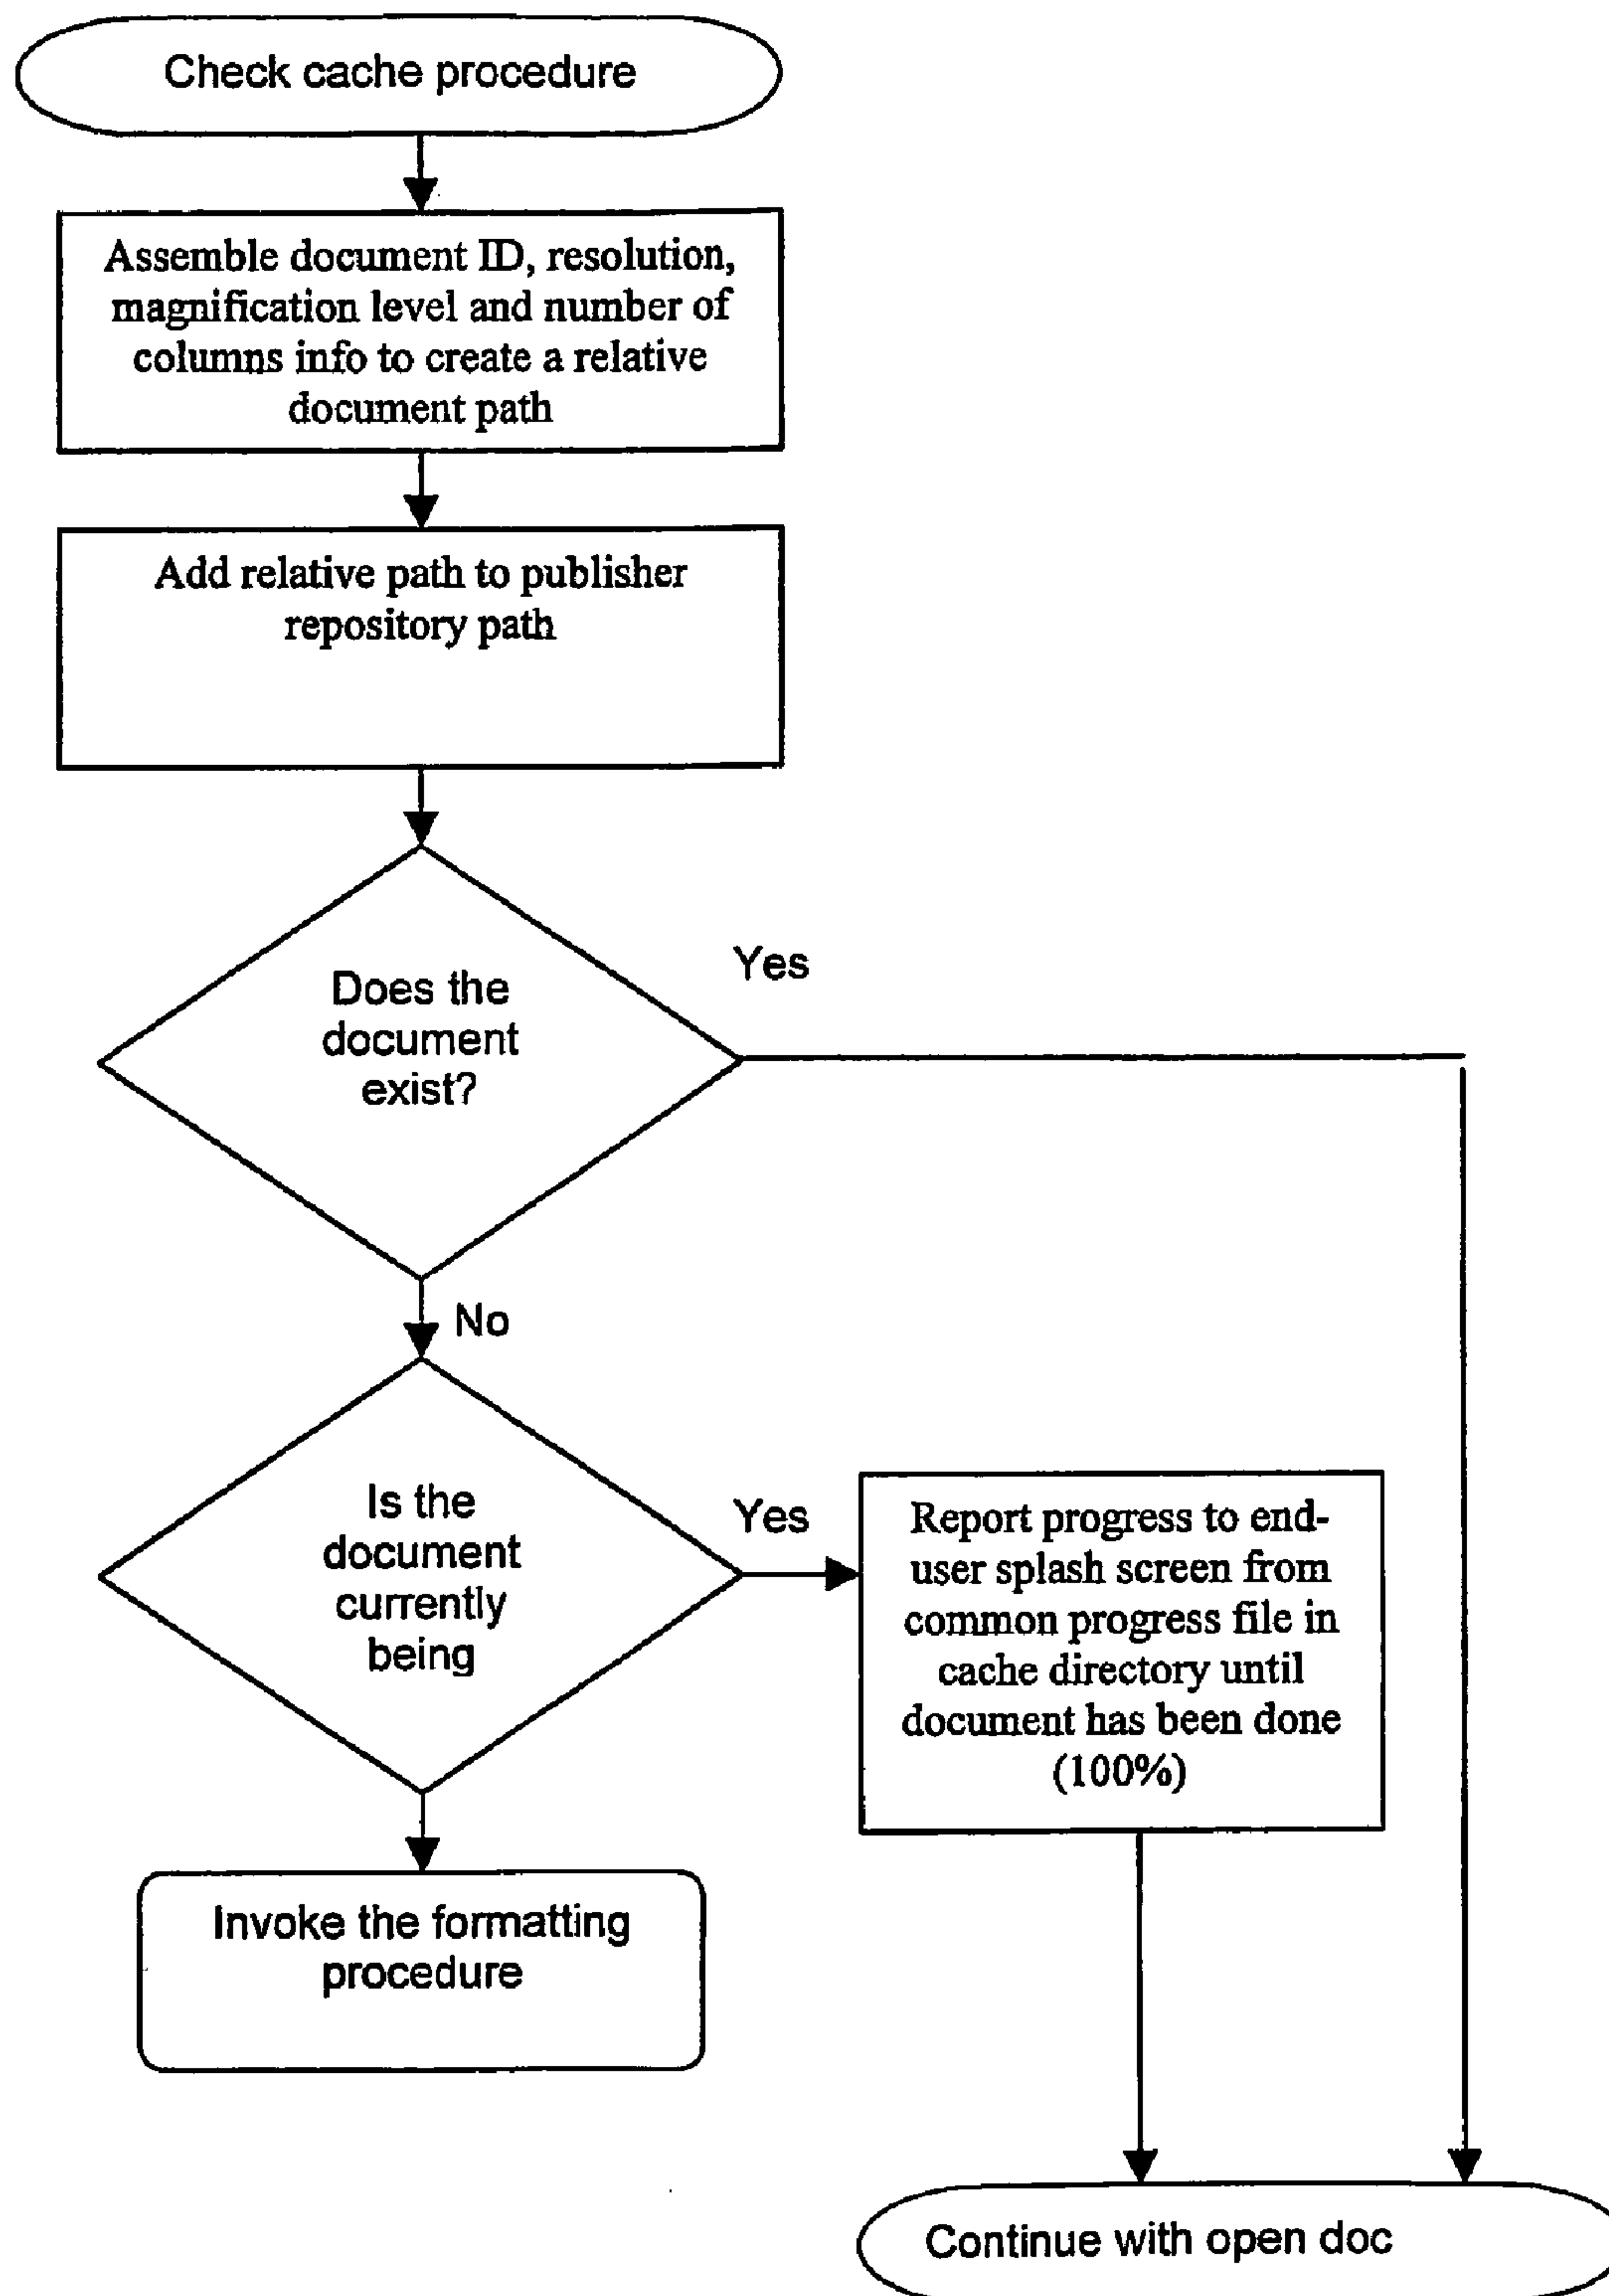 Check cache procedure
Assemble document ID, resolution,
magnification level and number of
columns info to create a relative
document path
Add relative path to publisher
repository path
Does the
document
exist?
Yes
No
Is the
document
currently
being
Yes
Report progress to end-
user splash screen from
common progress file in
cache directory until
document has been done
(100%)
Invoke the formatting
procedure
Continue with open doc